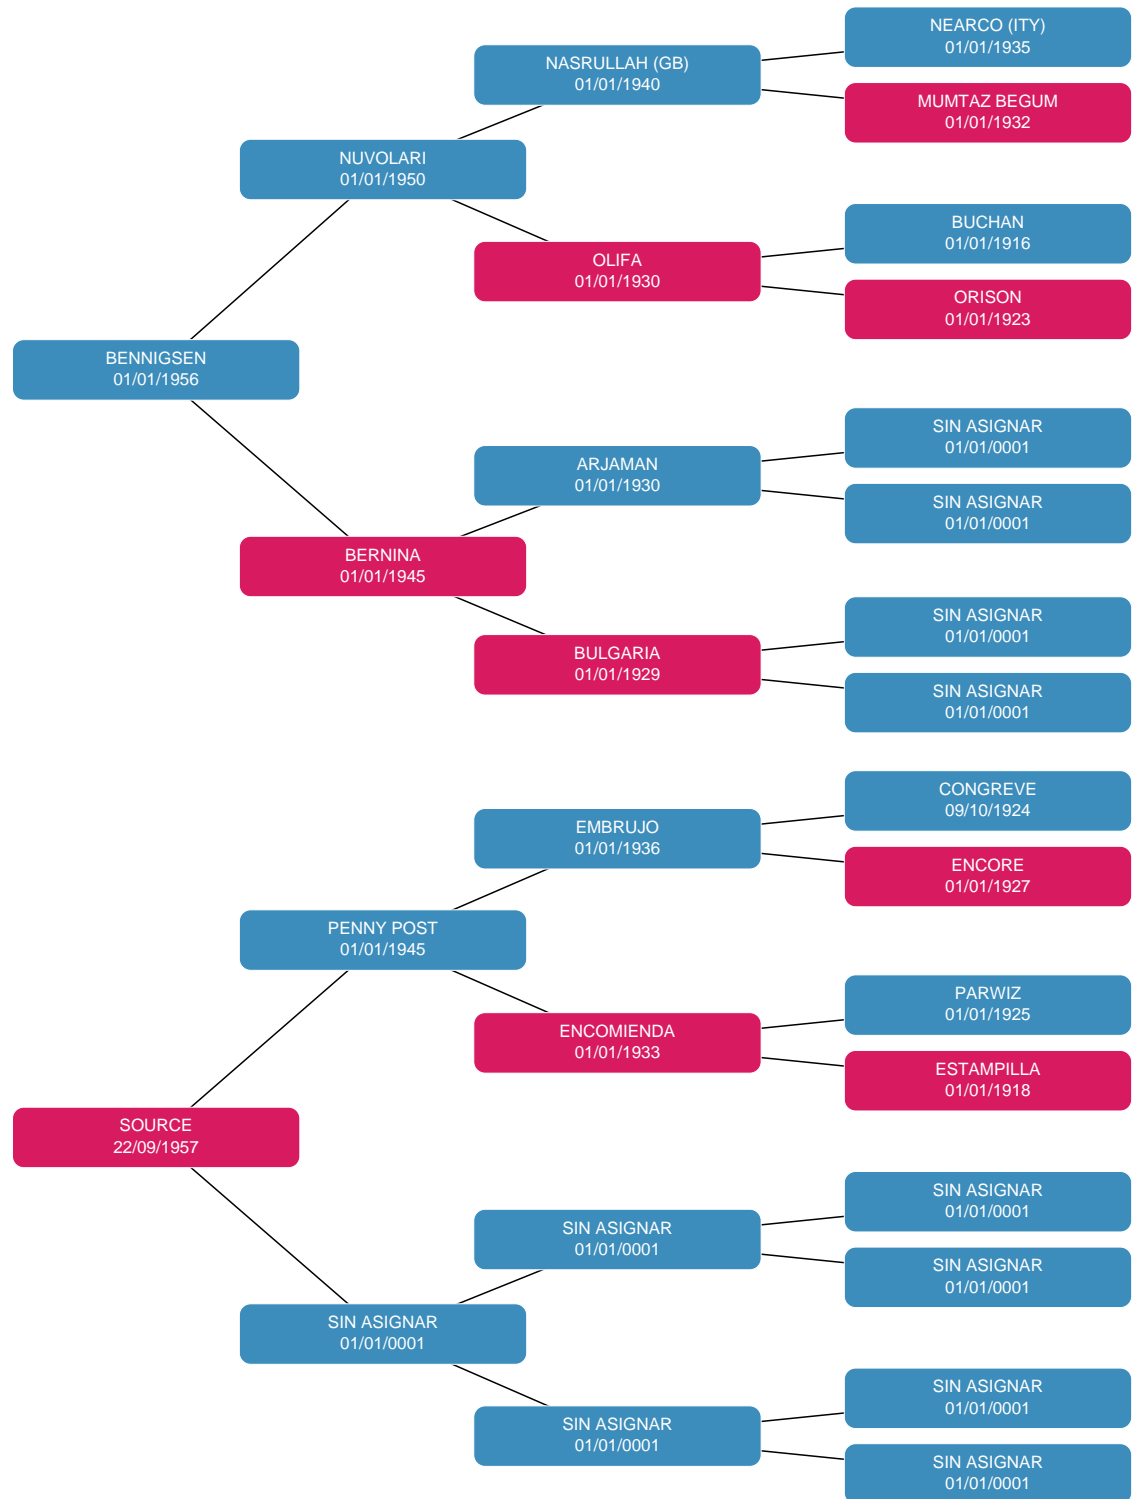 NEARCO (ITY)
01/01/1935
NASRULLAH (GB)
01/01/1940
MUMTAZ BEGUM
01/01/1932
NUVOLARI
01/01/1950
BUCHAN
01/01/1916
OLIFA
01/01/1930
ORISON
01/01/1923
BENNIGSEN
01/01/1956
SIN ASIGNAR
01/01/0001
ARJAMAN
01/01/1930
SIN ASIGNAR
01/01/0001
BERNINA
01/01/1945
SIN ASIGNAR
01/01/0001
BULGARIA
01/01/1929
SIN ASIGNAR
01/01/0001
CONGREVE
09/10/1924
EMBRUJO
01/01/1936
ENCORE
01/01/1927
PENNY POST
01/01/1945
PARWIZ
01/01/1925
ENCOMIENDA
01/01/1933
ESTAMPILLA
01/01/1918
SOURCE
22/09/1957
SIN ASIGNAR
01/01/0001
SIN ASIGNAR
01/01/0001
SIN ASIGNAR
01/01/0001
SIN ASIGNAR
01/01/0001
SIN ASIGNAR
01/01/0001
SIN ASIGNAR
01/01/0001
SIN ASIGNAR
01/01/0001